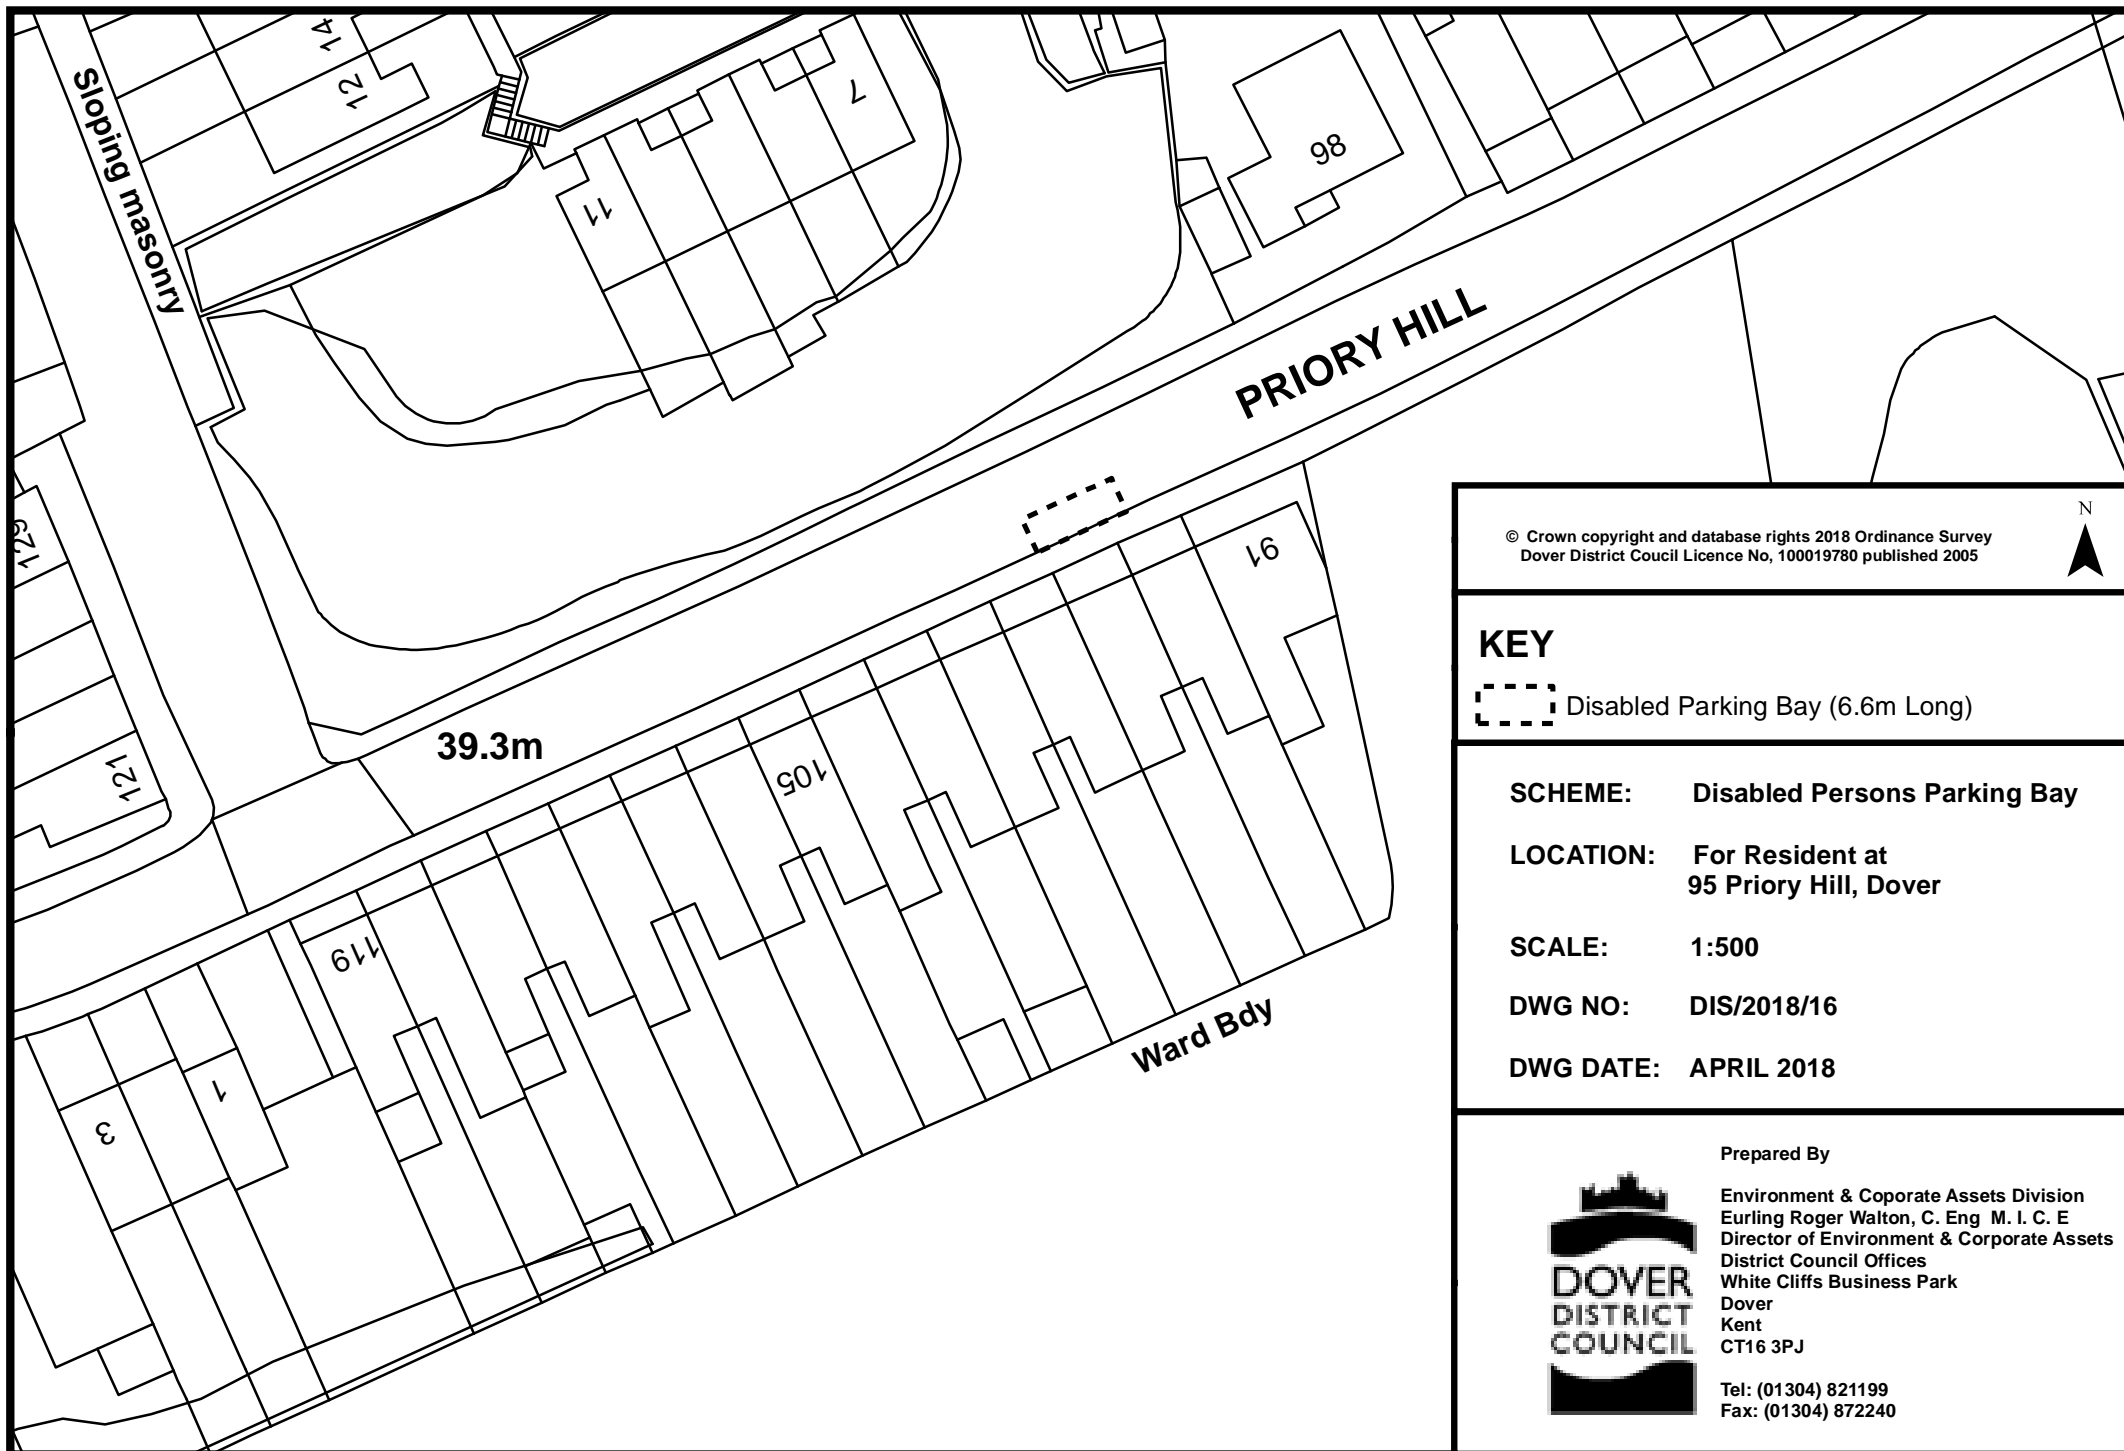 Sloping masonry
14
12
7
11
98
PRIORY HILL
129
91
39.3m
121
105
119
1
3
Ward Bdy
N
© Crown copyright and database rights 2018 Ordinance Survey
Dover District Coucil Licence No, 100019780 published 2005
KEY
Disabled Parking Bay (6.6m Long)
SCHEME: Disabled Persons Parking Bay
LOCATION: For Resident at
95 Priory Hill, Dover
SCALE: 1:500
DWG NO: DIS/2018/16
DWG DATE: APRIL 2018
DOVER
DISTRICT
COUNCIL
Prepared By
Environment & Coporate Assets Division
Eurling Roger Walton, C. Eng M. I. C. E
Director of Environment & Corporate Assets
District Council Offices
White Cliffs Business Park
Dover
Kent
CT16 3PJ
Tel: (01304) 821199
Fax: (01304) 872240